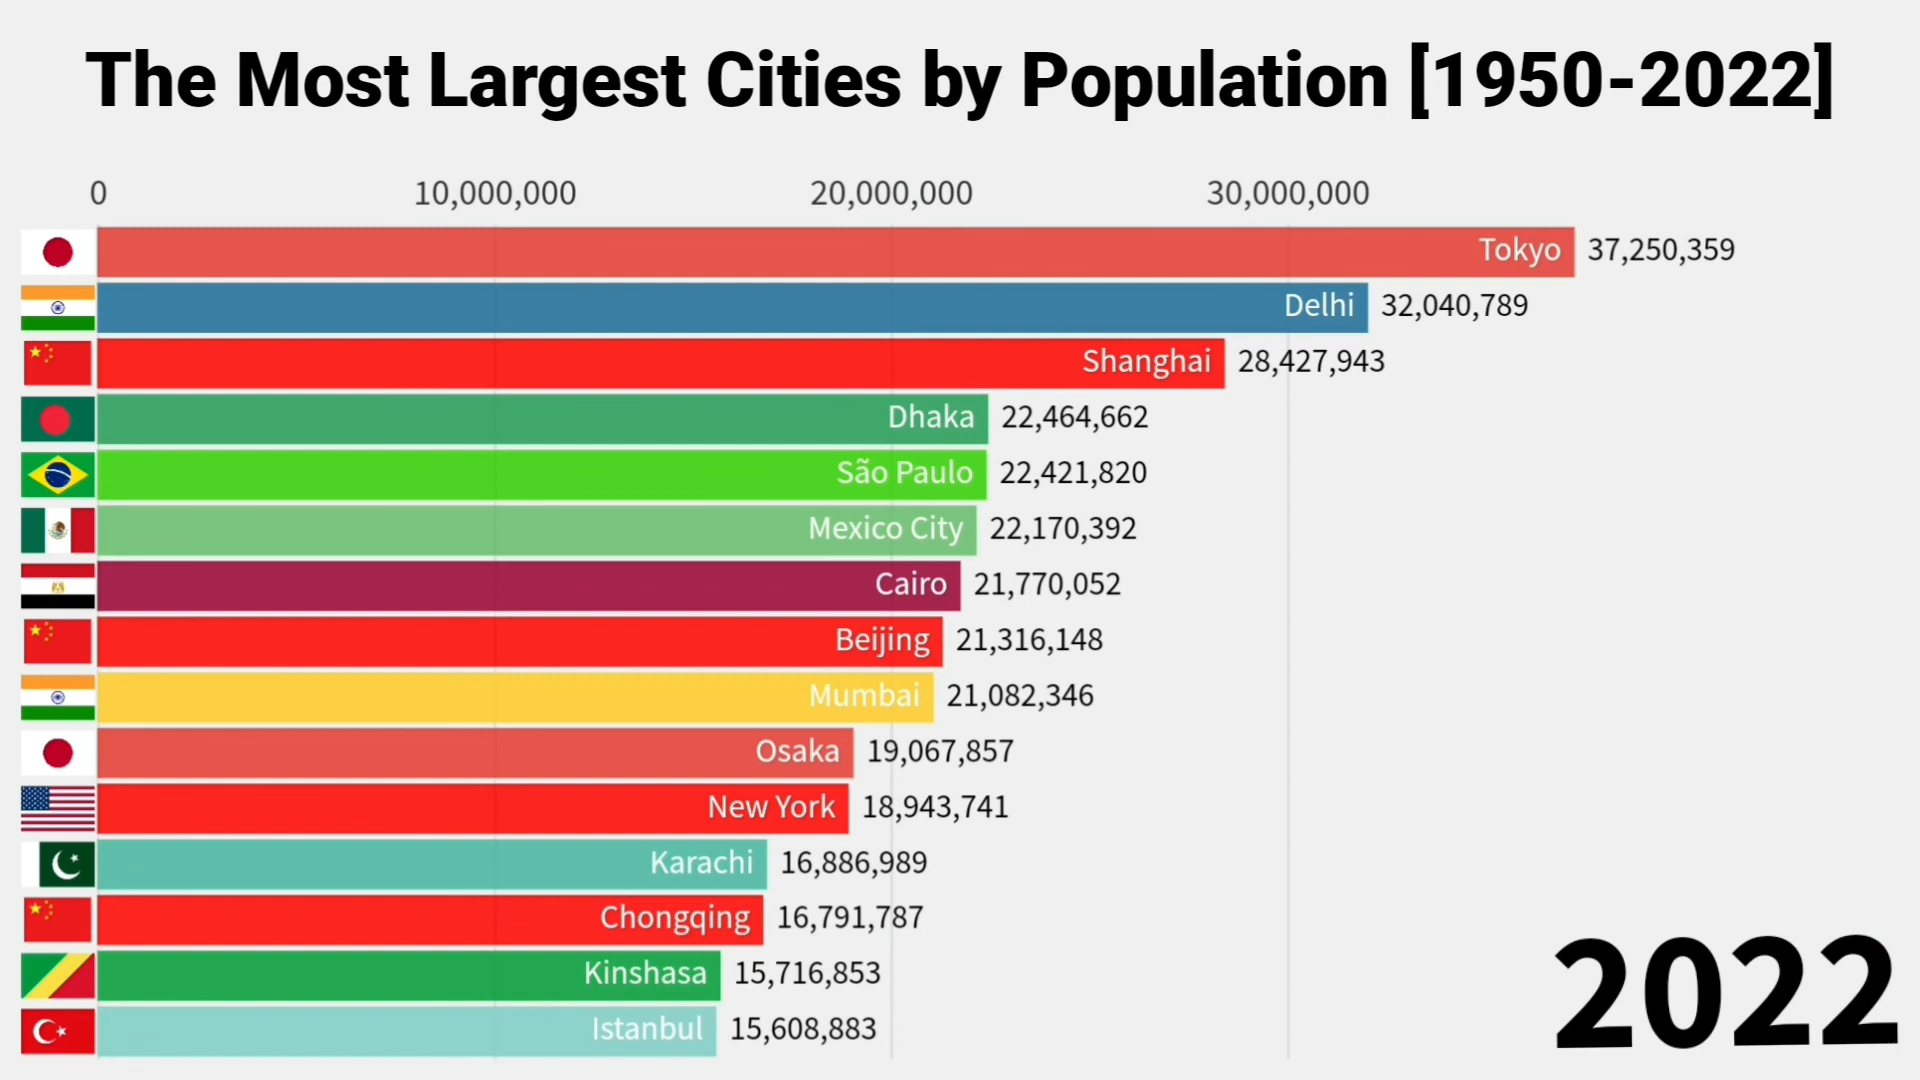 The Most Largest Cities by Population [1950-2022]
0 10,000,000 20,000,000 30,000,000
Tokyo 37,250,359
Delhi 32,040,789
Shanghai 28,427,943
Dhaka 22,464,662
São Paulo 22,421,820
Mexico City 22,170,392
Cairo 21,770,052
Beijing 21,316,148
Mumbai 21,082,346
Osaka 19,067,857
New York 18,943,741
Karachi 16,886,989
Chongqing 16,791,787
Kinshasa 15,716,853
Istanbul 15,608,883
2022